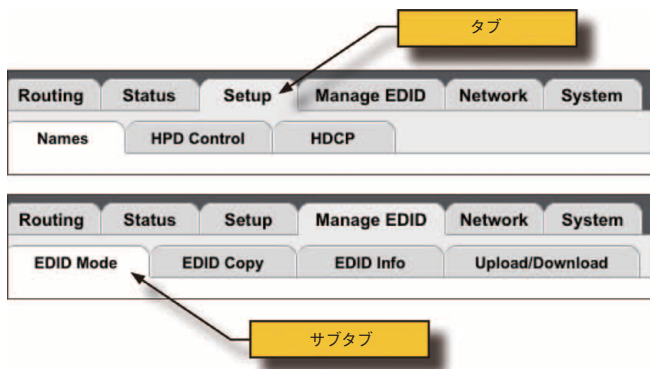 タブ
Routing Status Setup Manage EDID Network System
Names HPD Control HDCP
Routing Status Setup Manage EDID Network System
EDID Mode EDID Copy EDID Info Upload/Download
サブタブ